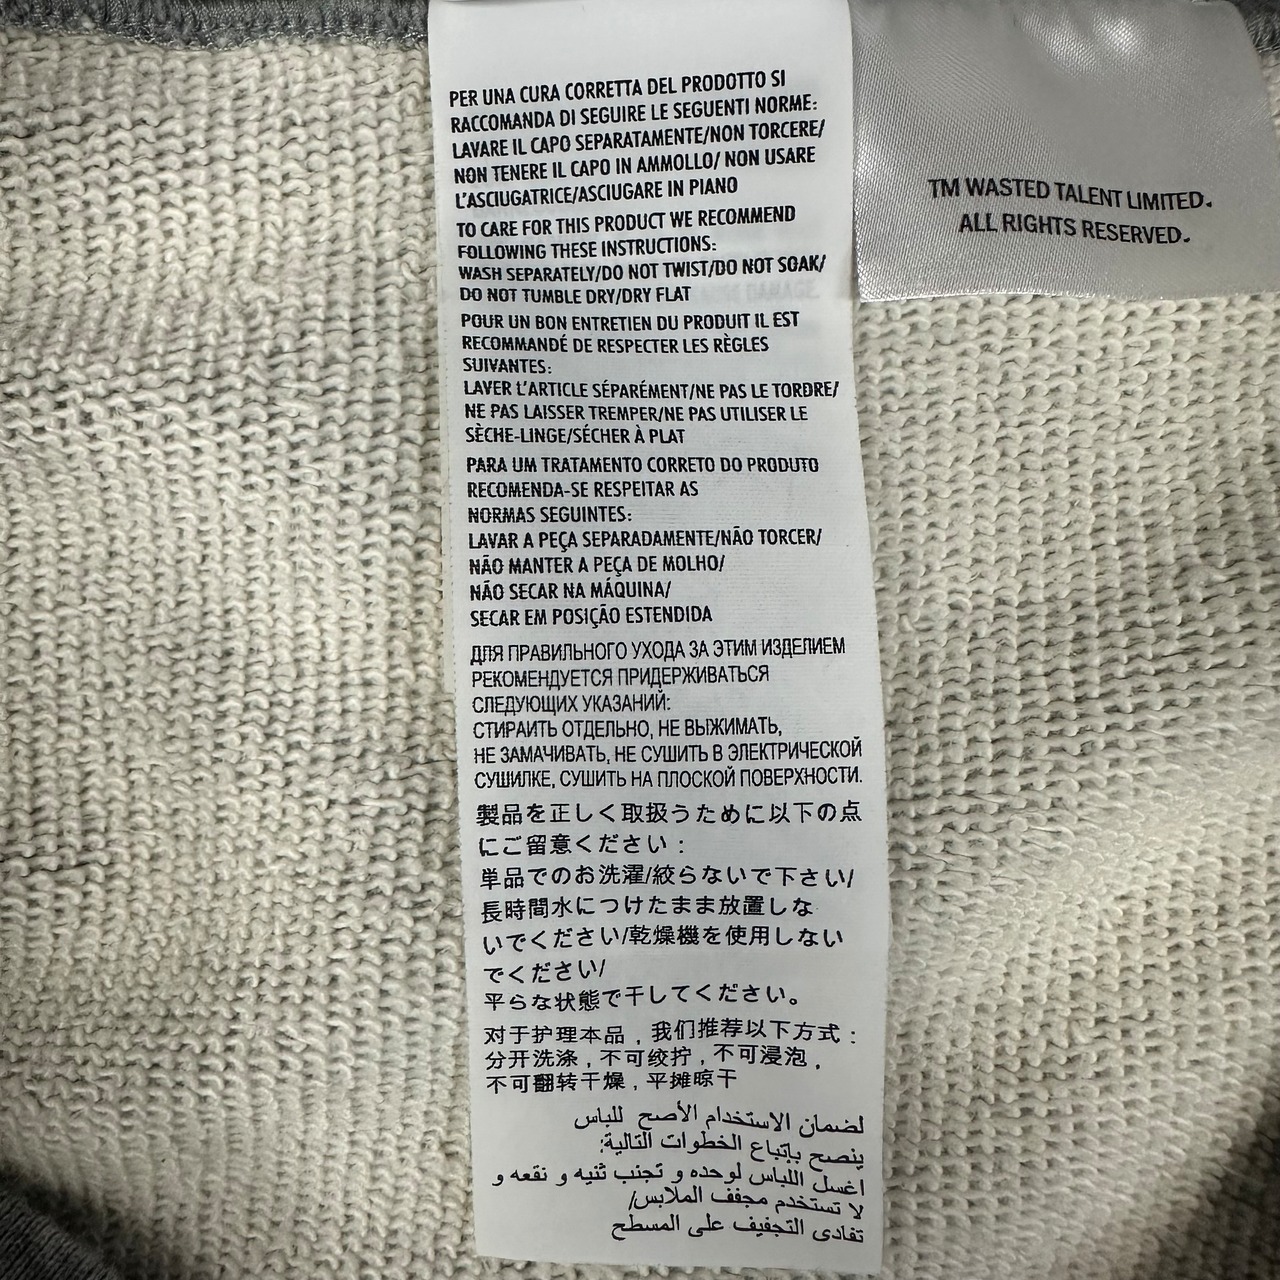 PER UNA CURA CORRETTA DEL PRODOTTO SI
RACCOMANDA DI SEGUIRE LE SEGUENTI NORME:
LAVARE IL CAPO SEPARATAMENTE/NON TORCERE/
NON TENERE IL CAPO IN AMMOLLO/ NON USARE
L'ASCIUGATRICE/ASCIUGARE IN PIANO
TO CARE FOR THIS PRODUCT WE RECOMMEND
FOLLOWING THESE INSTRUCTIONS:
WASH SEPARATELY/DO NOT TWIST/DO NOT SOAK/
DO NOT TUMBLE DRY/DRY FLAT
POUR UN BON ENTRETIEN DU PRODUIT IL EST
RECOMMANDÉ DE RESPECTER LES RÈGLES
SUIVANTES:
LAVER L'ARTICLE SÉPARÉMENT/NE PAS LE TORDRE/
NE PAS LAISSER TREMPER/NE PAS UTILISER LE
SÈCHE-LINGE/SÉCHER À PLAT
PARA UM TRATAMENTO CORRETO DO PRODUTO
RECOMENDA-SE RESPEITAR AS
NORMAS SEGUINTES:
LAVAR A PEÇA SEPARADAMENTE/NÃO TORCER/
NÃO MANTER A PEÇA DE MOLHO/
NÃO SECAR NA MÁQUINA/
SECAR EM POSIÇÃO ESTENDIDA
ДЛЯ ПРАВИЛЬНОГО УХОДА ЗА ЭТИМ ИЗДЕЛИЕМ
РЕКОМЕНДУЕТСЯ ПРИДЕРЖИВАТЬСЯ
СЛЕДУЮЩИХ УКАЗАНИЙ:
СТИРАИТЬ ОТДЕЛЬНО, НЕ ВЫЖИМАТЬ,
НЕ ЗАМАЧИВАТЬ, НЕ СУШИТЬ В ЭЛЕКТРИЧЕСКОЙ
СУШИЛКЕ, СУШИТЬ НА ПЛОСКОЙ ПОВЕРХНОСТИ.
製品を正しく取扱うために以下の点
にご留意ください：
単品でのお洗濯/絞らないで下さい/
長時間水につけたまま放置しな
いでください/乾燥機を使用しない
でください/
平らな状態で干してください。
对于护理本品，我们推荐以下方式：
分开洗涤，不可绞拧，不可浸泡，
不可翻转干燥，平摊晾干
لضمان الاستخدام الأصح للباس
ينصح بإتباع الخطوات التالية:
اغسل اللباس لوحده و تجنب ثنيه و نقعه و
لا تستخدم مجفف الملابس/
تفادى التجفيف على المسطح
TM WASTED TALENT LIMITED.
ALL RIGHTS RESERVED.